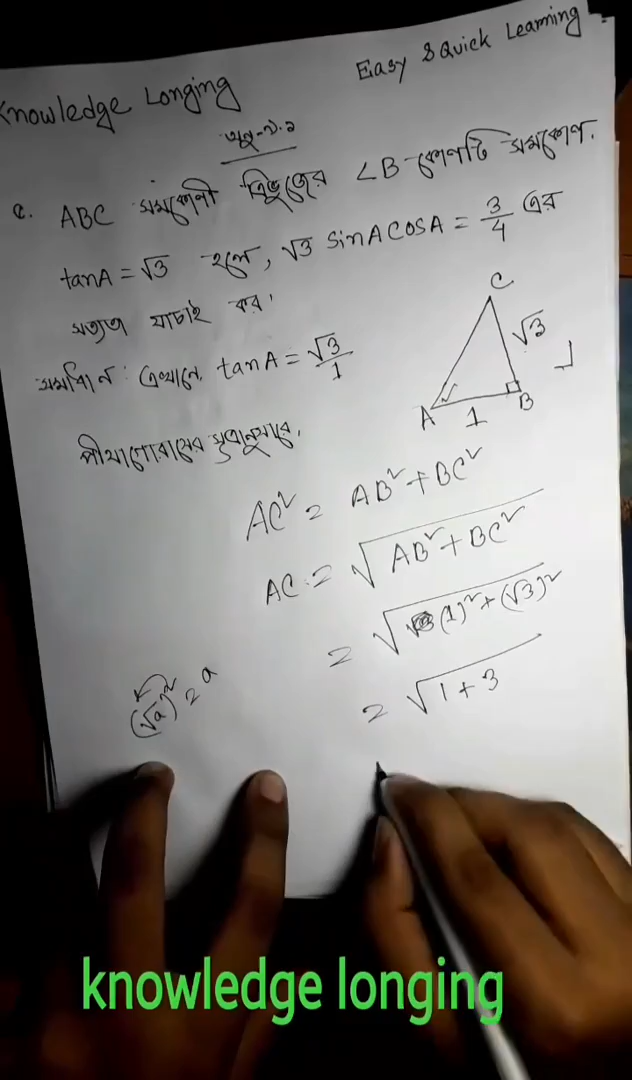 Knowledge Longing
Easy & Quick Learning
অনু-৯.১
৫. ABC সমকোণী ত্রিভুজের ∠B কোণটি সমকোণ.
tanA = √3 হলে, √3 sinA cosA = 3/4 এর
সত্যতা যাচাই কর।
সমাধান: এখানে, tanA = √3/1
C
√3
A
1
B
পীথাগোরাসের সূত্রানুসারে,
AC² = AB² + BC²
AC = √AB² + BC²
= √(1)² + (√3)²
= √1 + 3
(√a)² = a
knowledge longing